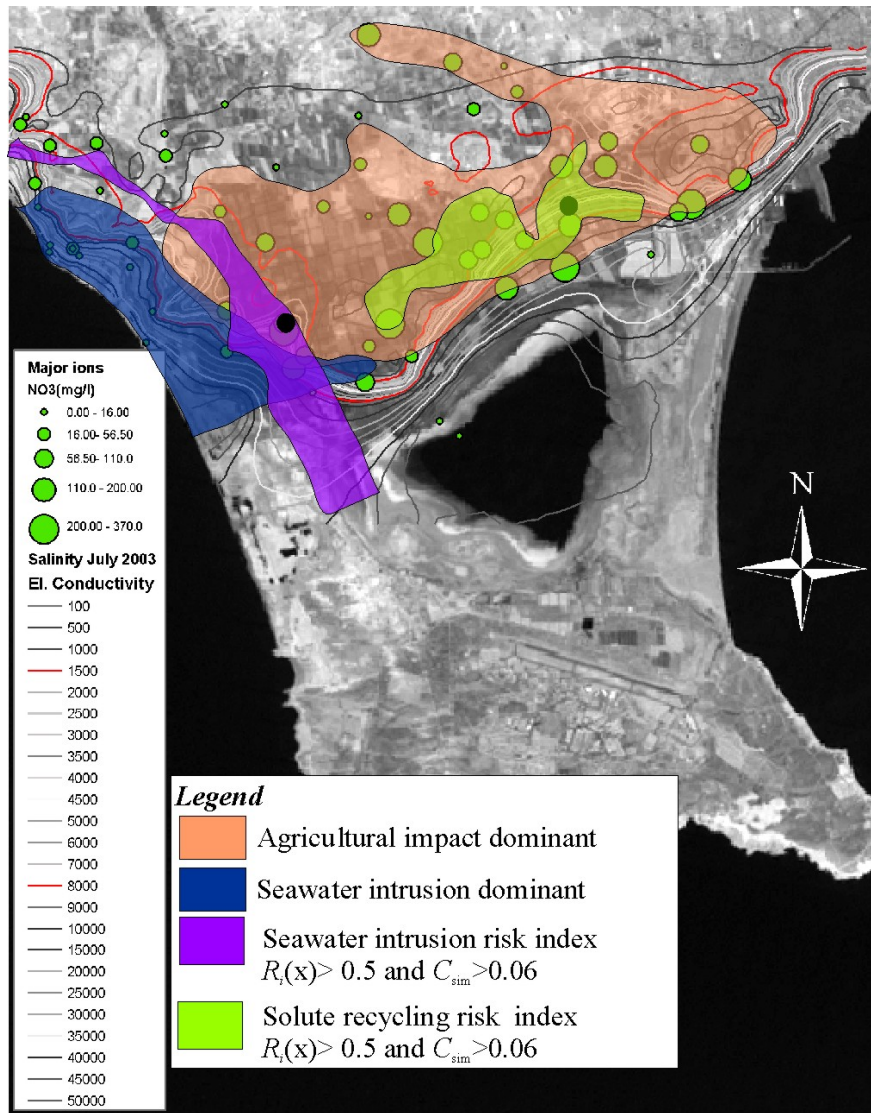 N
Major ions
NO3(mg/l)
0.00 - 16.00
16.00- 56.50
56.50 - 110.0
110.0 - 200.00
200.00 - 370.0
Salinity July 2003
El. Conductivity
100
500
1000
1500
2000
2500
3000
3500
4000
4500
5000
6000
7000
8000
9000
10000
15000
20000
25000
30000
35000
40000
45000
50000
Legend
Agricultural impact dominant
Seawater intrusion dominant
Seawater intrusion risk index
Ri(x)> 0.5 and Csim>0.06
Solute recycling risk index
Ri(x)> 0.5 and Csim>0.06